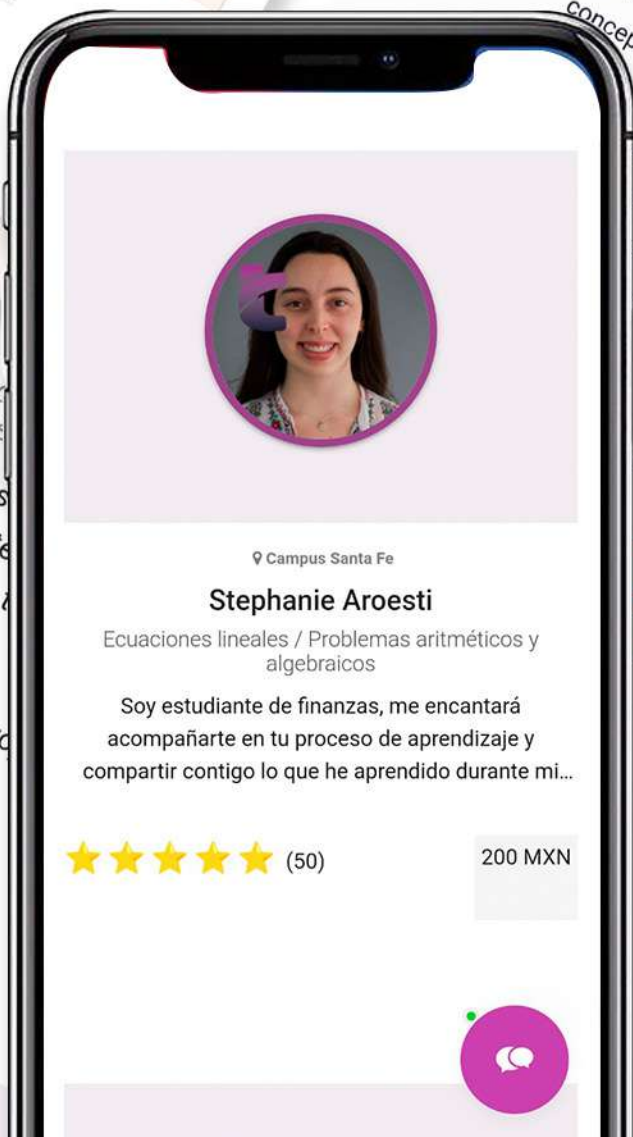 concep
Campus Santa Fe
Stephanie Aroesti
Ecuaciones lineales / Problemas aritméticos y
algebraicos
Soy estudiante de finanzas, me encantará
acompañarte en tu proceso de aprendizaje y
compartir contigo lo que he aprendido durante mi...
(50)
200 MXN